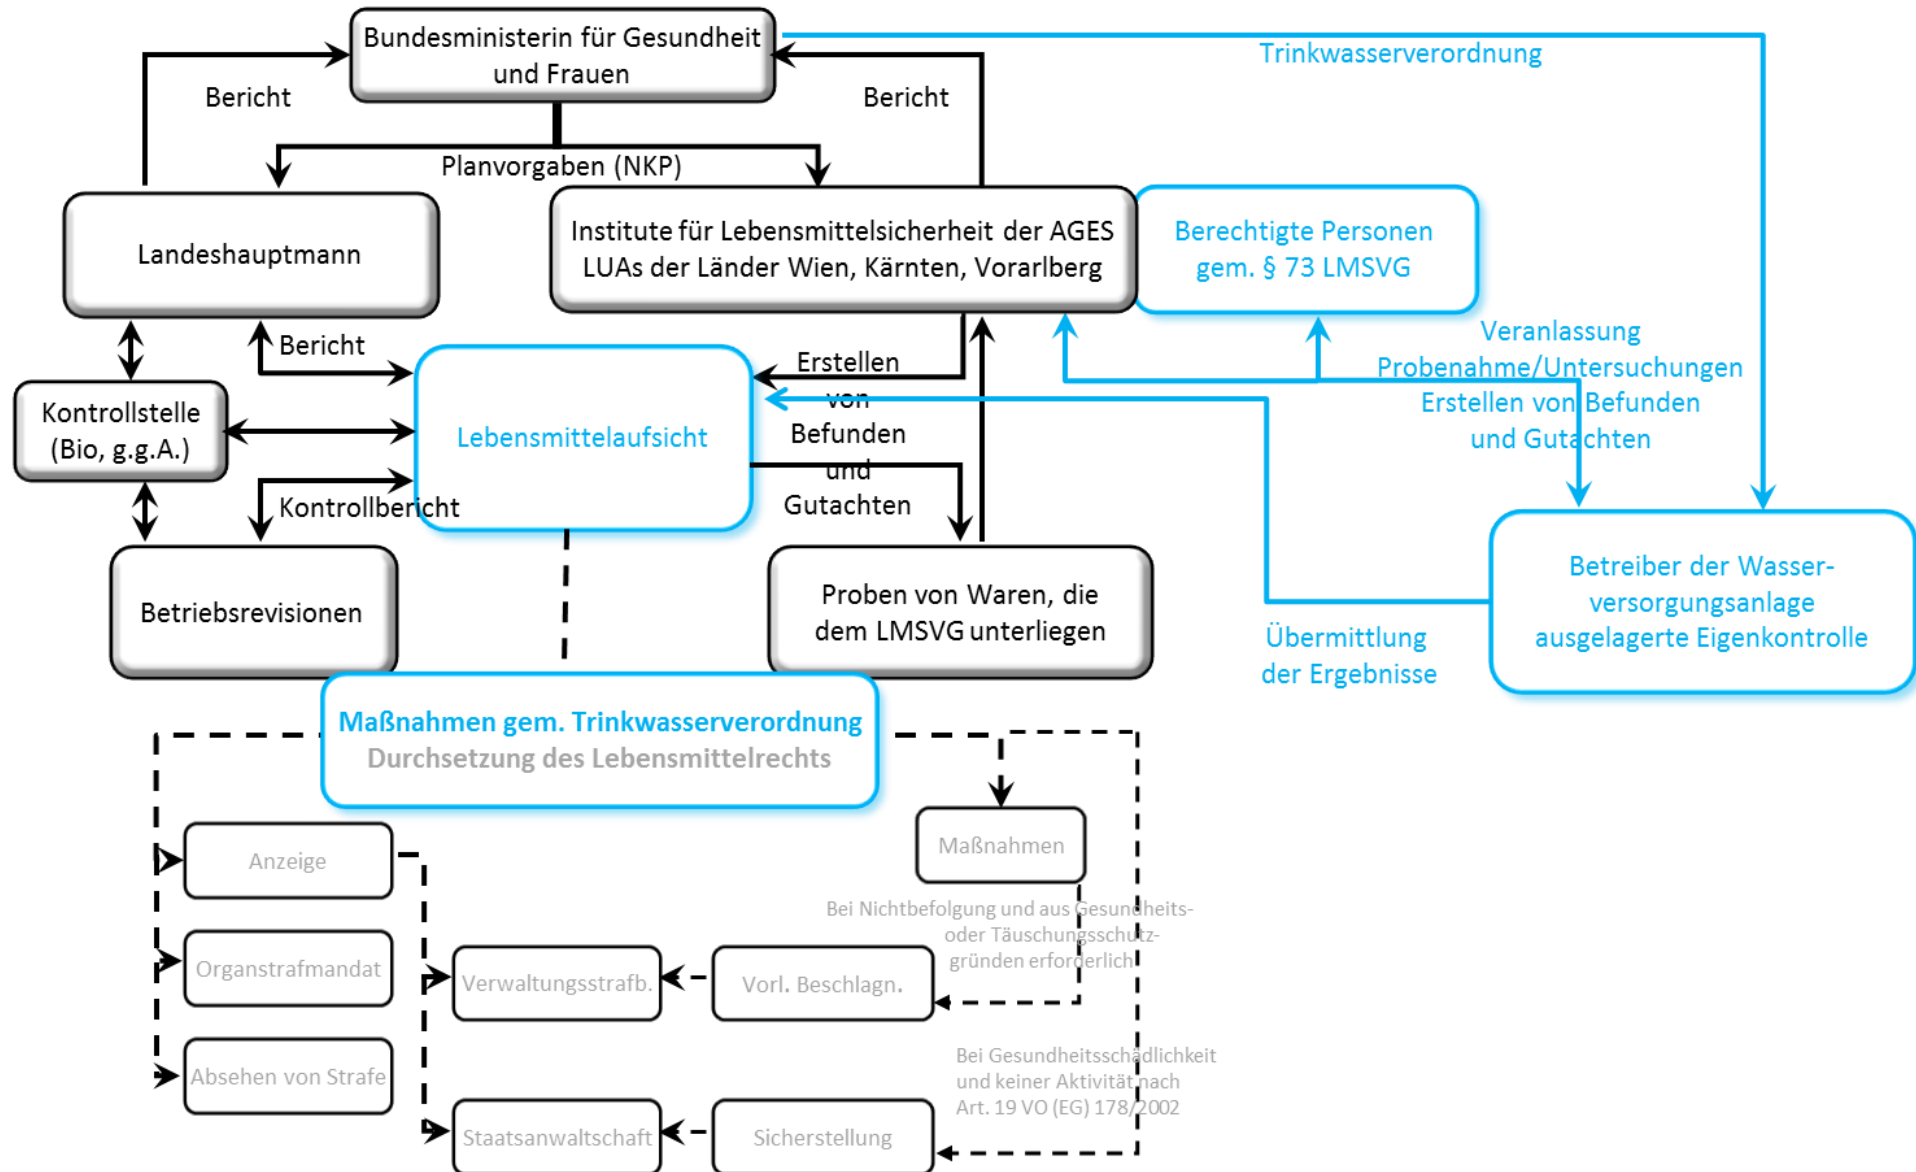 Bundesministerin für Gesundheit
und Frauen
Trinkwasserverordnung
Bericht
Bericht
Planvorgaben (NKP)
Landeshauptmann
Institute für Lebensmittelsicherheit der AGES
LUAs der Länder Wien, Kärnten, Vorarlberg
Berechtigte Personen
gem. § 73 LMSVG
Bericht
Erstellen
von
Befunden
und
Gutachten
Veranlassung
Probenahme/Untersuchungen
Erstellen von Befunden
und Gutachten
Kontrollstelle
(Bio, g.g.A.)
Lebensmittelaufsicht
Kontrollbericht
Betriebsrevisionen
Proben von Waren, die
dem LMSVG unterliegen
Übermittlung
der Ergebnisse
Betreiber der Wasser-
versorgungsanlage
ausgelagerte Eigenkontrolle
Maßnahmen gem. Trinkwasserverordnung
Durchsetzung des Lebensmittelrechts
Anzeige
Maßnahmen
Bei Nichtbefolgung und aus Gesundheits-
oder Täuschungsschutz-
gründen erforderlich
Organstrafmandat
Verwaltungsstrafb.
Vorl. Beschlagn.
Absehen von Strafe
Bei Gesundheitsschädlichkeit
und keiner Aktivität nach
Art. 19 VO (EG) 178/2002
Staatsanwaltschaft
Sicherstellung